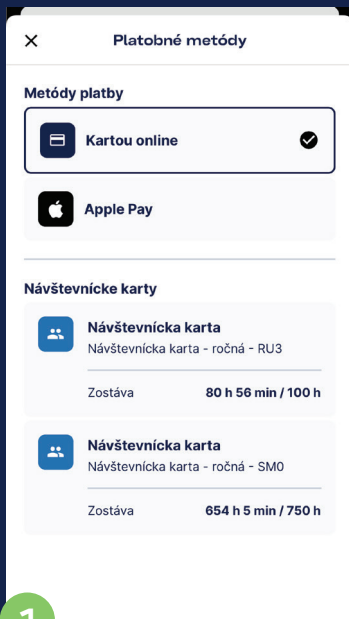 Platobné metódy
Metódy platby
Kartou online
Apple Pay
Návštevnícke karty
Návštevnícka karta
Návštevnícka karta - ročná - RU3
Zostáva 80 h 56 min / 100 h
Návštevnícka karta
Návštevnícka karta - ročná - SM0
Zostáva 654 h 5 min / 750 h
1